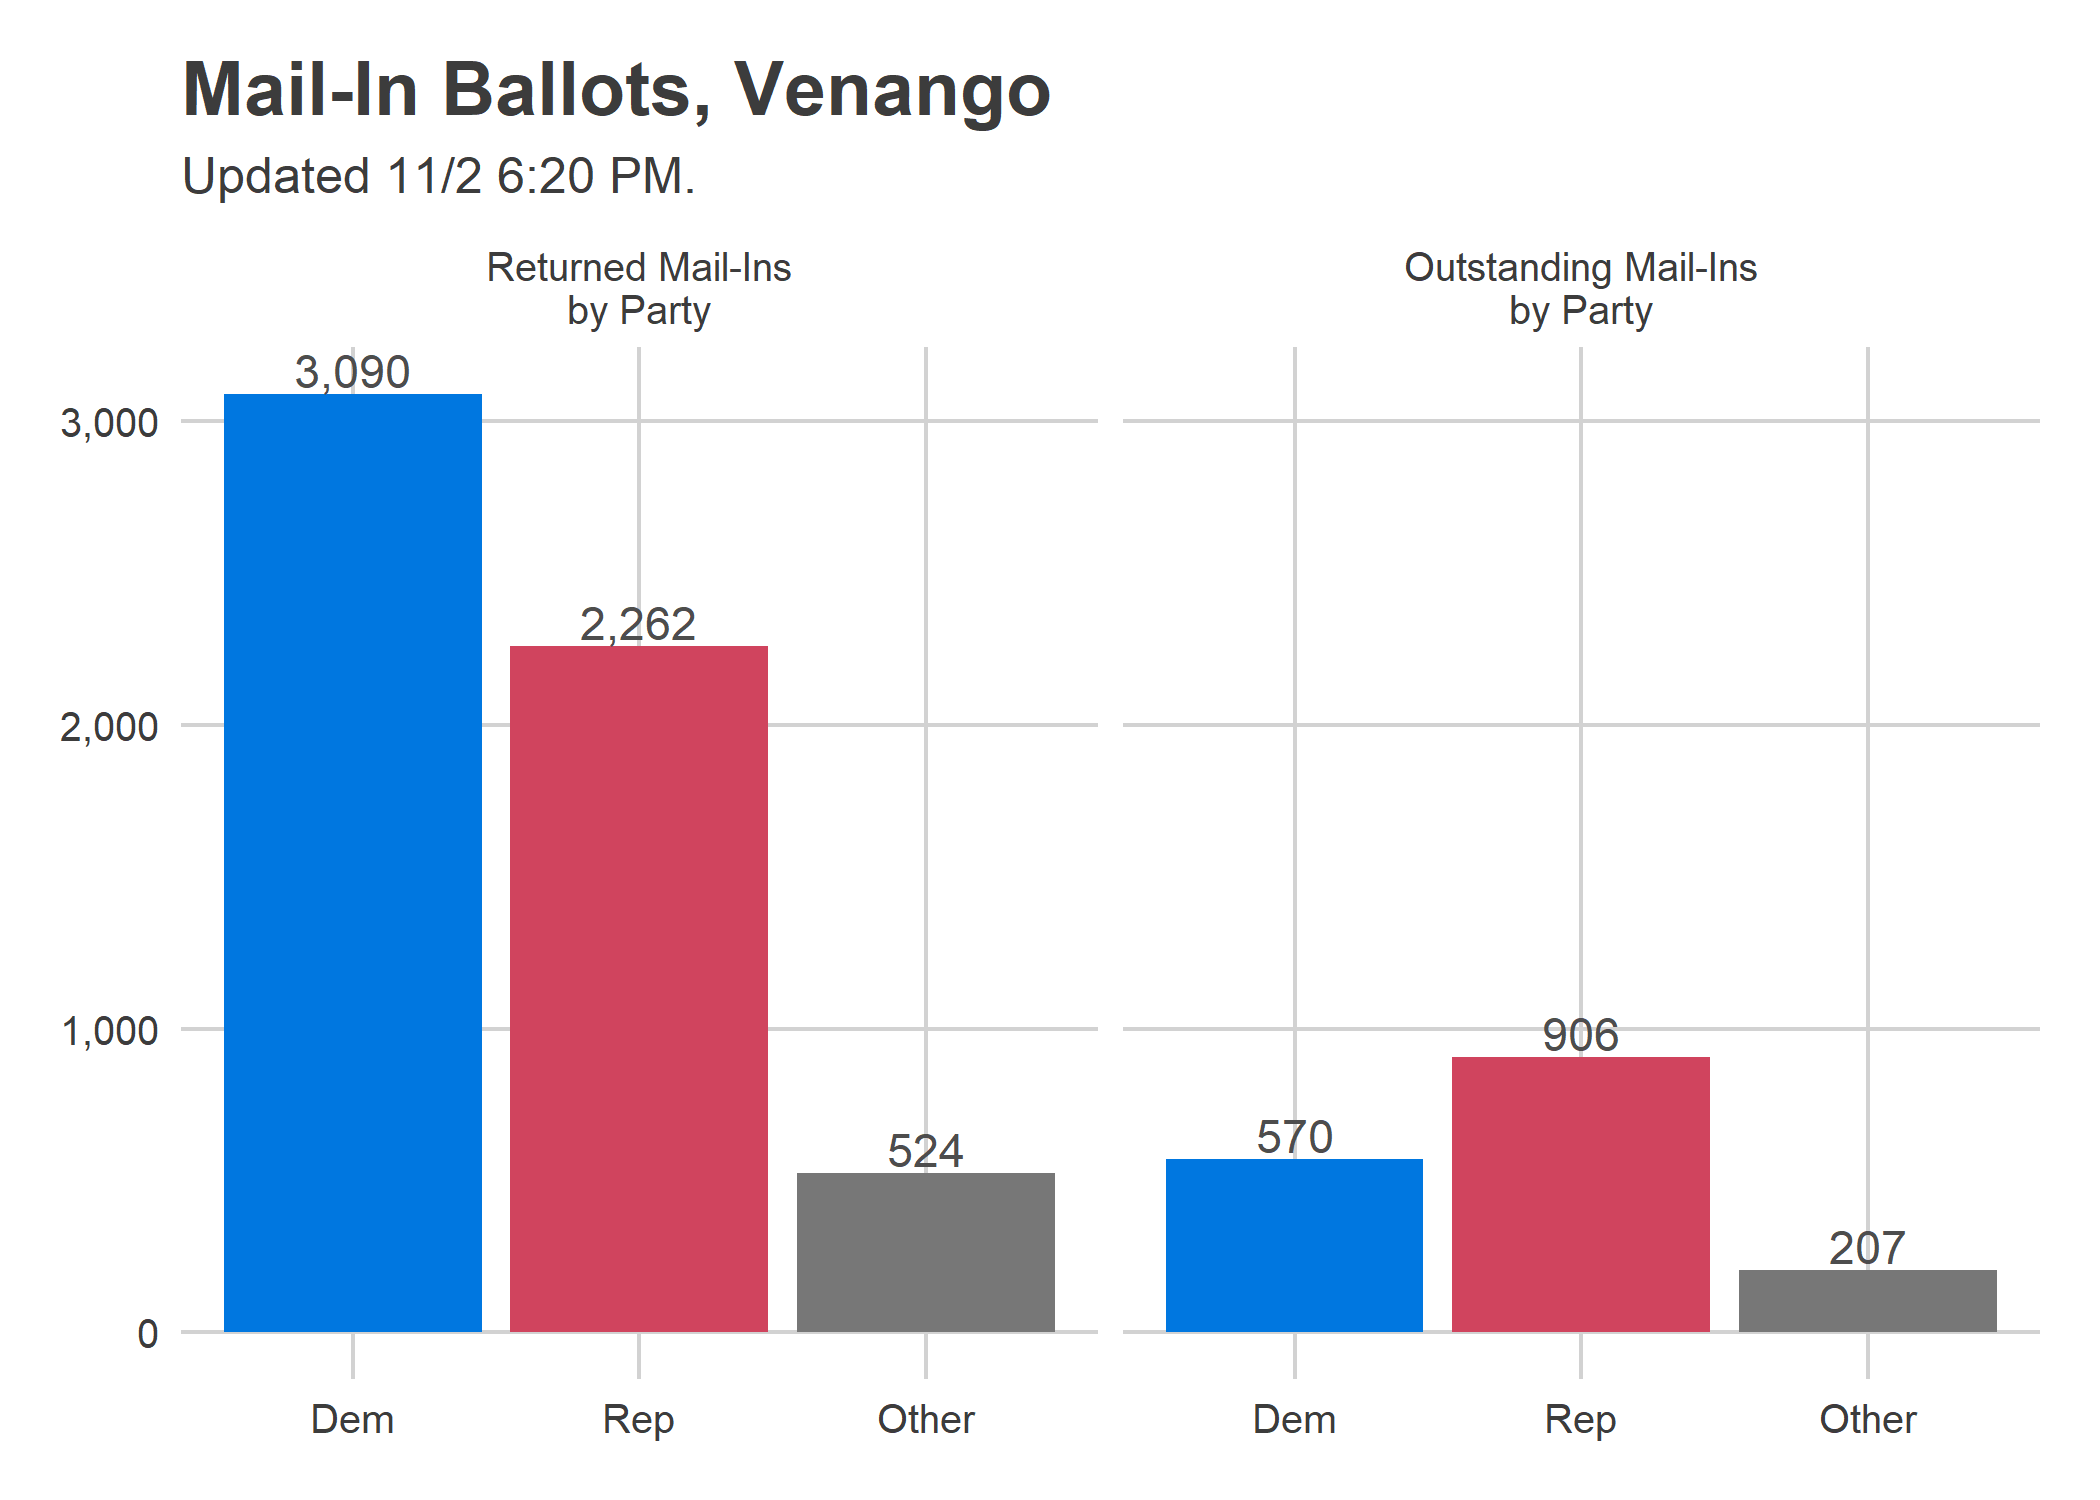 Mail-In Ballots, Venango
Updated 11/2 6:20 PM.
Returned Mail-Ins
by Party
Outstanding Mail-Ins
by Party
3,000
2,000
1,000
0
3,090
2,262
524
570
906
207
Dem
Rep
Other
Dem
Rep
Other